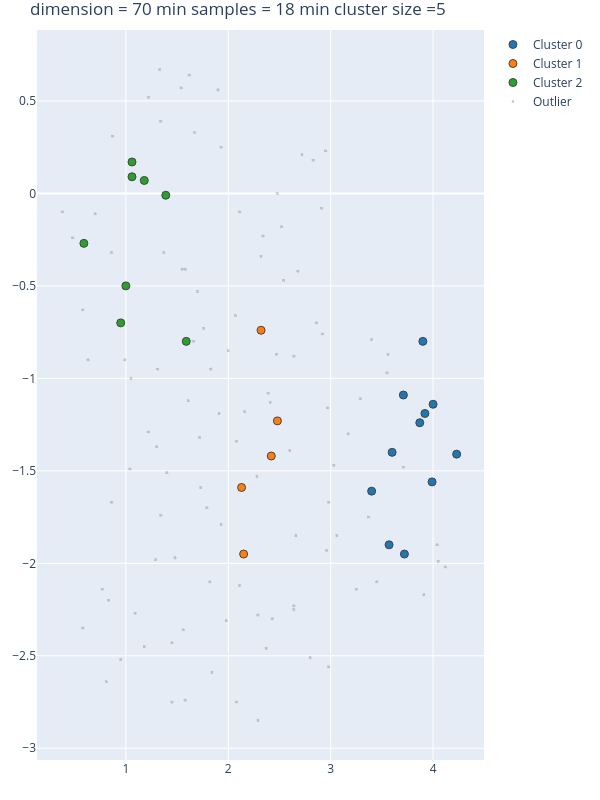 dimension = 70 min samples = 18 min cluster size =5
Cluster 0
Cluster 1
Cluster 2
Outlier
0.5
0
−0.5
−1
−1.5
−2
−2.5
−3
1
2
3
4